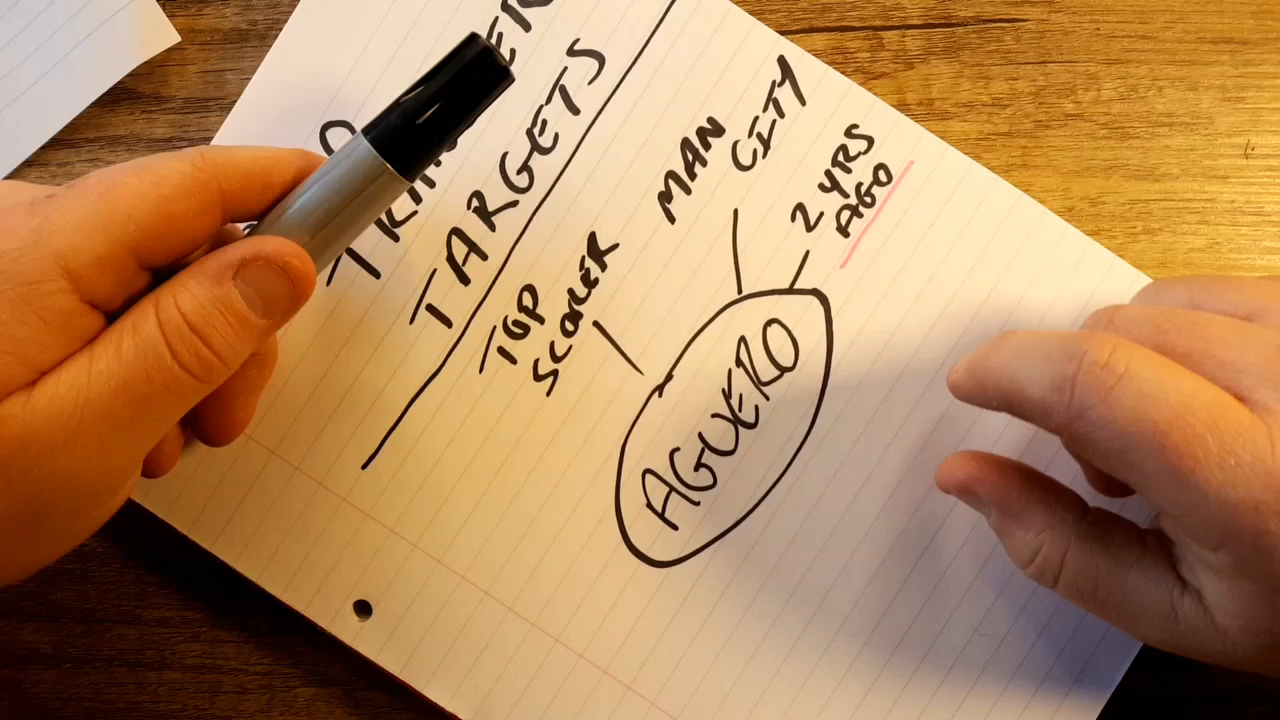 TARGETS
TOP
SCORER
MAN
CITY
2 YRS
AGO
AGUERO